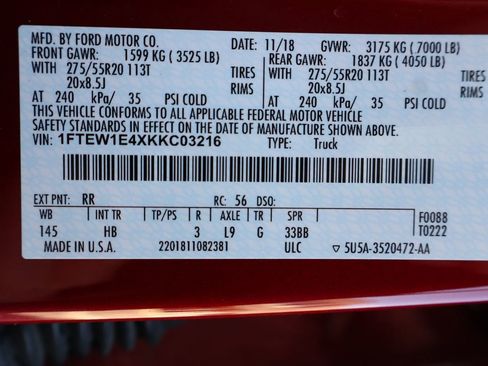 MFD. BY FORD MOTOR CO. DATE: 11/18 GVWR: 3175 KG ( 7000 LB)
FRONT GAWR: 1599 KG ( 3525 LB) REAR GAWR: 1837 KG ( 4050 LB)
WITH 275/55R20 113T TIRES WITH 275/55R20 113T TIRES
20x8.5J RIMS 20x8.5J RIMS
AT 240 kPa/ 35 PSI COLD AT 240 kPa/ 35 PSI COLD
THIS VEHICLE CONFORMS TO ALL APPLICABLE FEDERAL MOTOR VEHICLE
SAFETY STANDARDS IN EFFECT ON THE DATE OF MANUFACTURE SHOWN ABOVE.
VIN: 1FTEW1E4XKKC03216 TYPE: Truck
EXT PNT: RR RC: 56 DSO:
WB INT TR TP/PS R AXLE TR SPR F0088
145 HB 3 L9 G 33BB T0222
MADE IN U.S.A. 2201811082381 ULC 5U5A-3520472-AA